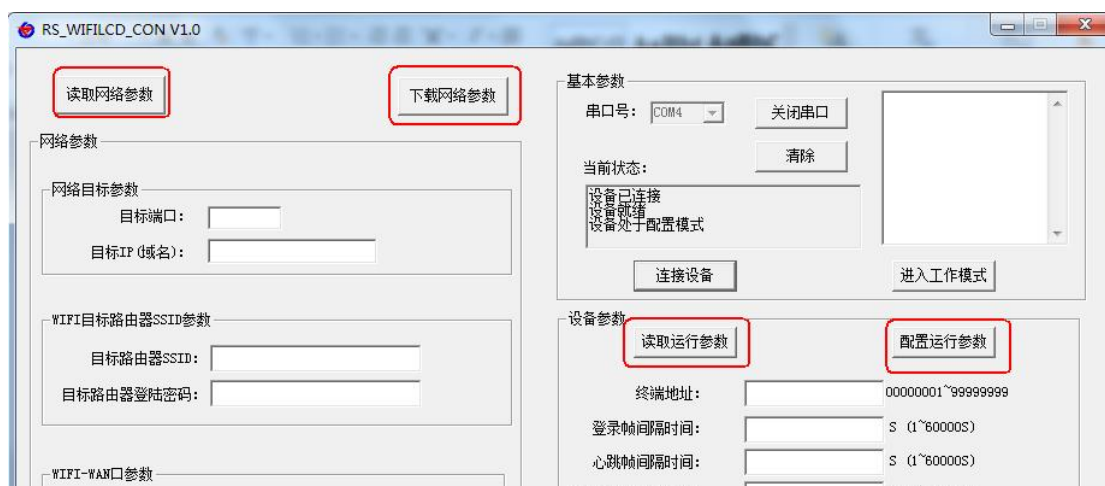 RS_WIFILCD_CON V1.0
读取网络参数
下载网络参数
网络参数
网络目标参数
目标端口：
目标IP(域名)：
WIFI目标路由器SSID参数
目标路由器SSID：
目标路由器登陆密码：
WIFI-WAN口参数
基本参数
串口号： COM4
关闭串口
清除
当前状态：
设备已连接
设备就绪
设备处于配置模式
连接设备
进入工作模式
设备参数
读取运行参数
配置运行参数
终端地址： 00000001~99999999
登录帧间隔时间： S (1~60000S)
心跳帧间隔时间： S (1~60000S)